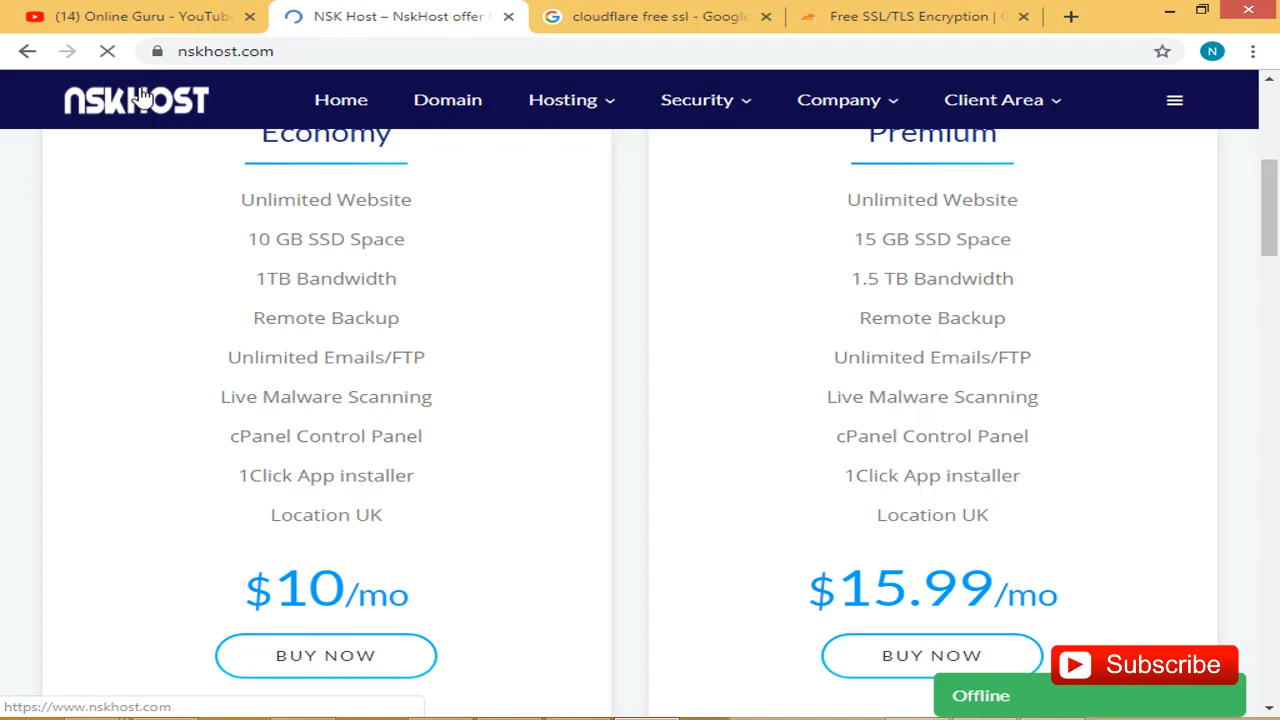 (14) Online Guru - YouTub
NSK Host – NskHost offer
cloudflare free ssl - Googl
Free SSL/TLS Encryption |
nskhost.com
N
NSKHOST
Home
Domain
Hosting
Security
Company
Client Area
Economy
Unlimited Website
10 GB SSD Space
1TB Bandwidth
Remote Backup
Unlimited Emails/FTP
Live Malware Scanning
cPanel Control Panel
1Click App installer
Location UK
$10/mo
BUY NOW
Premium
Unlimited Website
15 GB SSD Space
1.5 TB Bandwidth
Remote Backup
Unlimited Emails/FTP
Live Malware Scanning
cPanel Control Panel
1Click App installer
Location UK
$15.99/mo
BUY NOW
Subscribe
Offline
https://www.nskhost.com